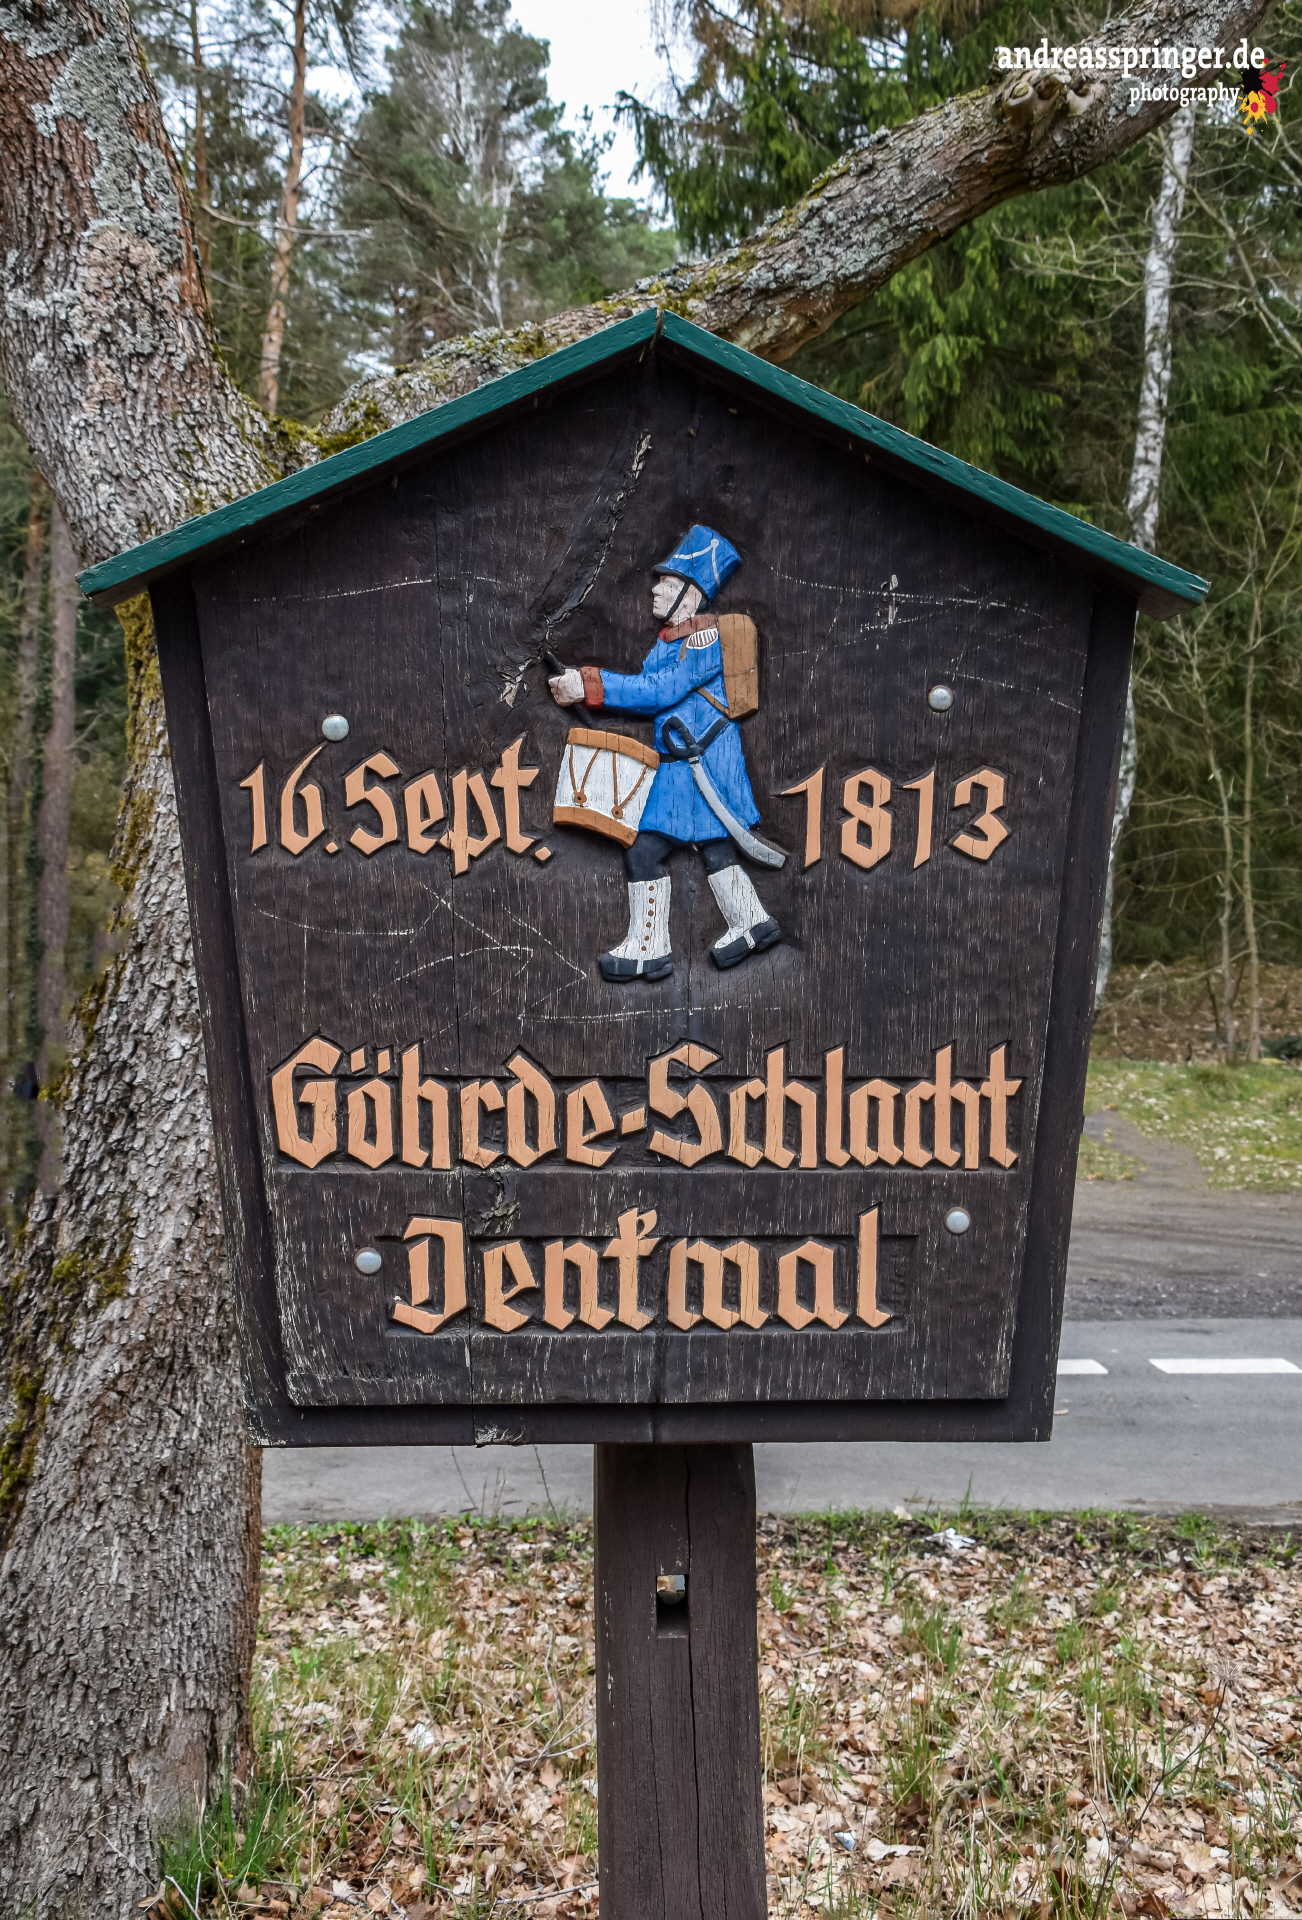 andreasspringer.de
photography
16. Sept. 1813
Göhrde-Schlacht
Denkmal